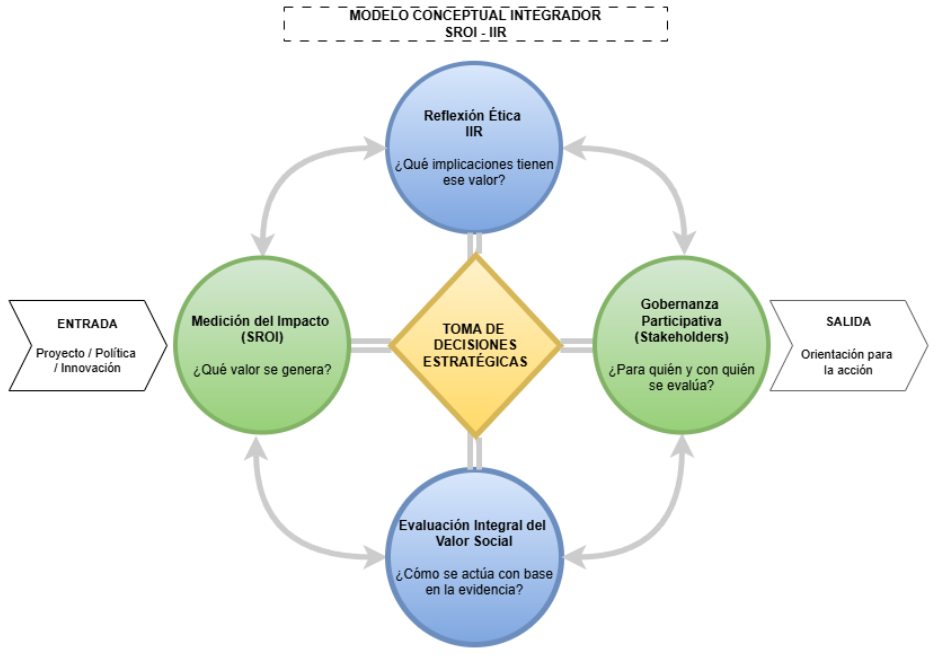 MODELO CONCEPTUAL INTEGRADOR
SROI - IIR
Reflexión Ética
IIR
¿Qué implicaciones tienen
ese valor?
ENTRADA
Proyecto / Política
/ Innovación
Medición del Impacto
(SROI)
¿Qué valor se genera?
TOMA DE
DECISIONES
ESTRATÉGICAS
Gobernanza
Participativa
(Stakeholders)
¿Para quién y con quién
se evalúa?
SALIDA
Orientación para
la acción
Evaluación Integral del
Valor Social
¿Cómo se actúa con base
en la evidencia?